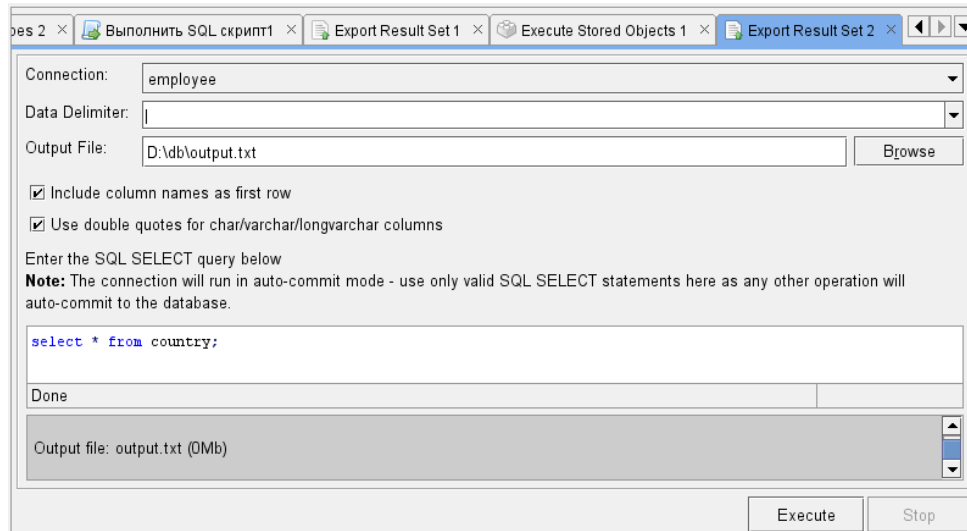 pes 2 × Выполнить SQL скрипт1 × Export Result Set 1 × Execute Stored Objects 1 × Export Result Set 2 ×
Connection: employee
Data Delimiter: |
Output File: D:\db\output.txt Browse
Include column names as first row
Use double quotes for char/varchar/longvarchar columns
Enter the SQL SELECT query below
Note: The connection will run in auto-commit mode - use only valid SQL SELECT statements here as any other operation will
auto-commit to the database.
select * from country;
Done
Output file: output.txt (0Mb)
Execute Stop